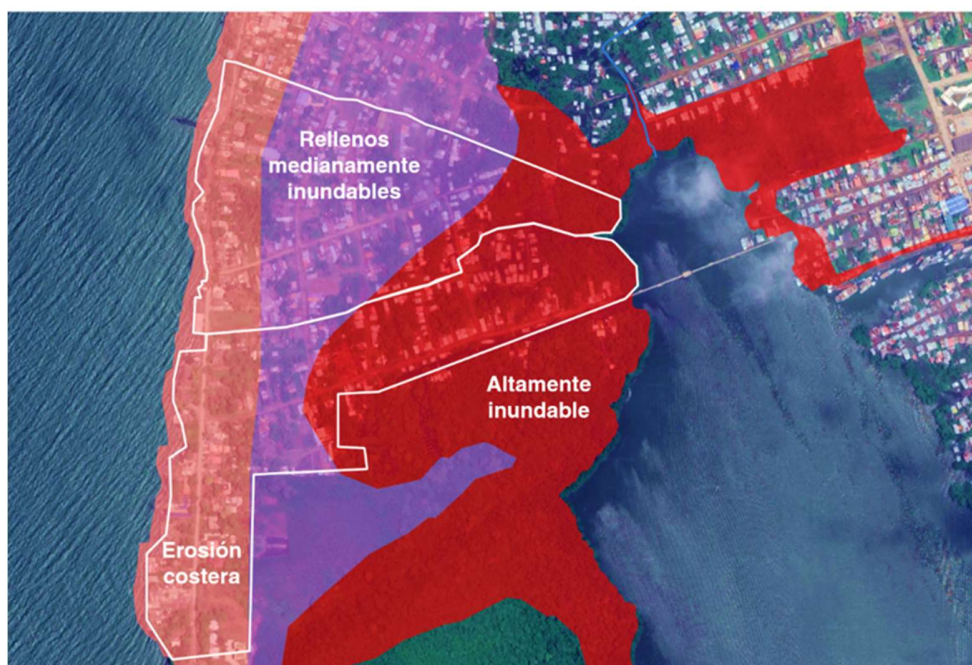 Rellenos
medianamente
inundables
Altamente
inundable
Erosión
costera